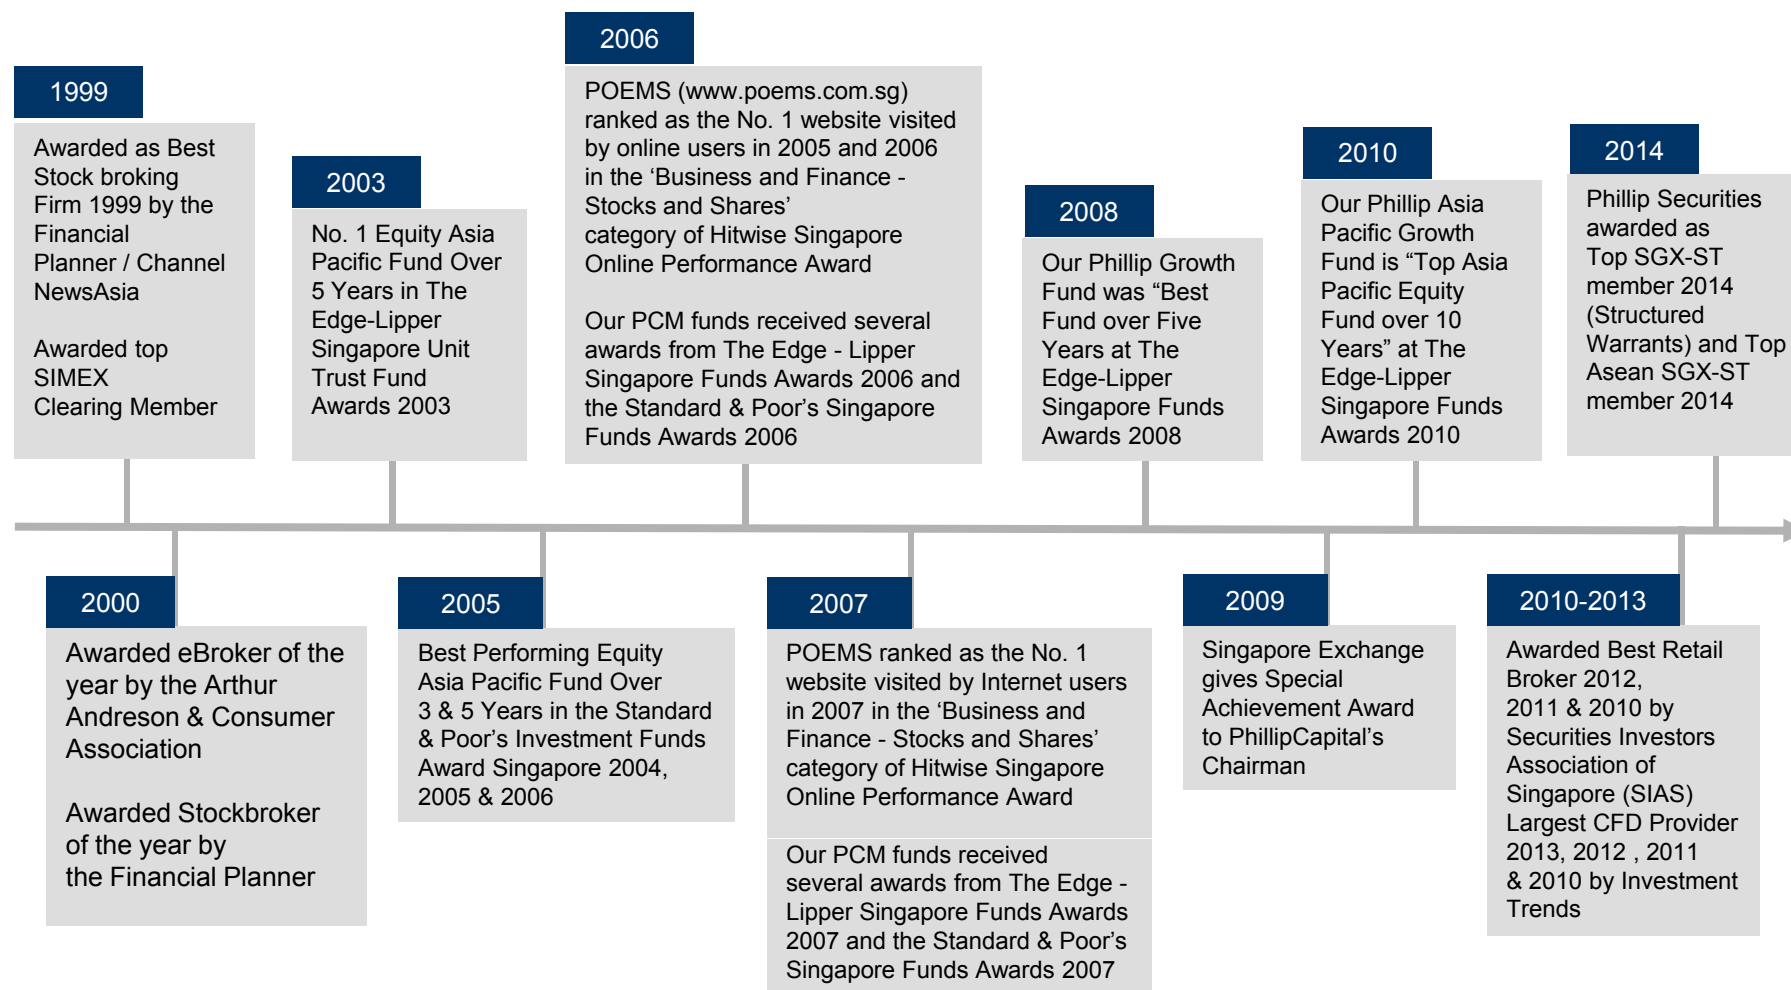 1999
Awarded as Best
Stock broking
Firm 1999 by the
Financial
Planner / Channel
NewsAsia
Awarded top
SIMEX
Clearing Member
2003
No. 1 Equity Asia
Pacific Fund Over
5 Years in The
Edge-Lipper
Singapore Unit
Trust Fund
Awards 2003
2006
POEMS (www.poems.com.sg)
ranked as the No. 1 website visited
by online users in 2005 and 2006
in the ‘Business and Finance -
Stocks and Shares’
category of Hitwise Singapore
Online Performance Award
Our PCM funds received several
awards from The Edge - Lipper
Singapore Funds Awards 2006 and
the Standard & Poor’s Singapore
Funds Awards 2006
2008
Our Phillip Growth
Fund was “Best
Fund over Five
Years at The
Edge-Lipper
Singapore Funds
Awards 2008
2010
Our Phillip Asia
Pacific Growth
Fund is “Top Asia
Pacific Equity
Fund over 10
Years” at The
Edge-Lipper
Singapore Funds
Awards 2010
2014
Phillip Securities
awarded as
Top SGX-ST
member 2014
(Structured
Warrants) and Top
Asean SGX-ST
member 2014
2000
Awarded eBroker of the
year by the Arthur
Andreson & Consumer
Association
Awarded Stockbroker
of the year by
the Financial Planner
2005
Best Performing Equity
Asia Pacific Fund Over
3 & 5 Years in the Standard
& Poor’s Investment Funds
Award Singapore 2004,
2005 & 2006
2007
POEMS ranked as the No. 1
website visited by Internet users
in 2007 in the ‘Business and
Finance - Stocks and Shares’
category of Hitwise Singapore
Online Performance Award
Our PCM funds received
several awards from The Edge -
Lipper Singapore Funds Awards
2007 and the Standard & Poor’s
Singapore Funds Awards 2007
2009
Singapore Exchange
gives Special
Achievement Award
to PhillipCapital’s
Chairman
2010-2013
Awarded Best Retail
Broker 2012,
2011 & 2010 by
Securities Investors
Association of
Singapore (SIAS)
Largest CFD Provider
2013, 2012 , 2011
& 2010 by Investment
Trends